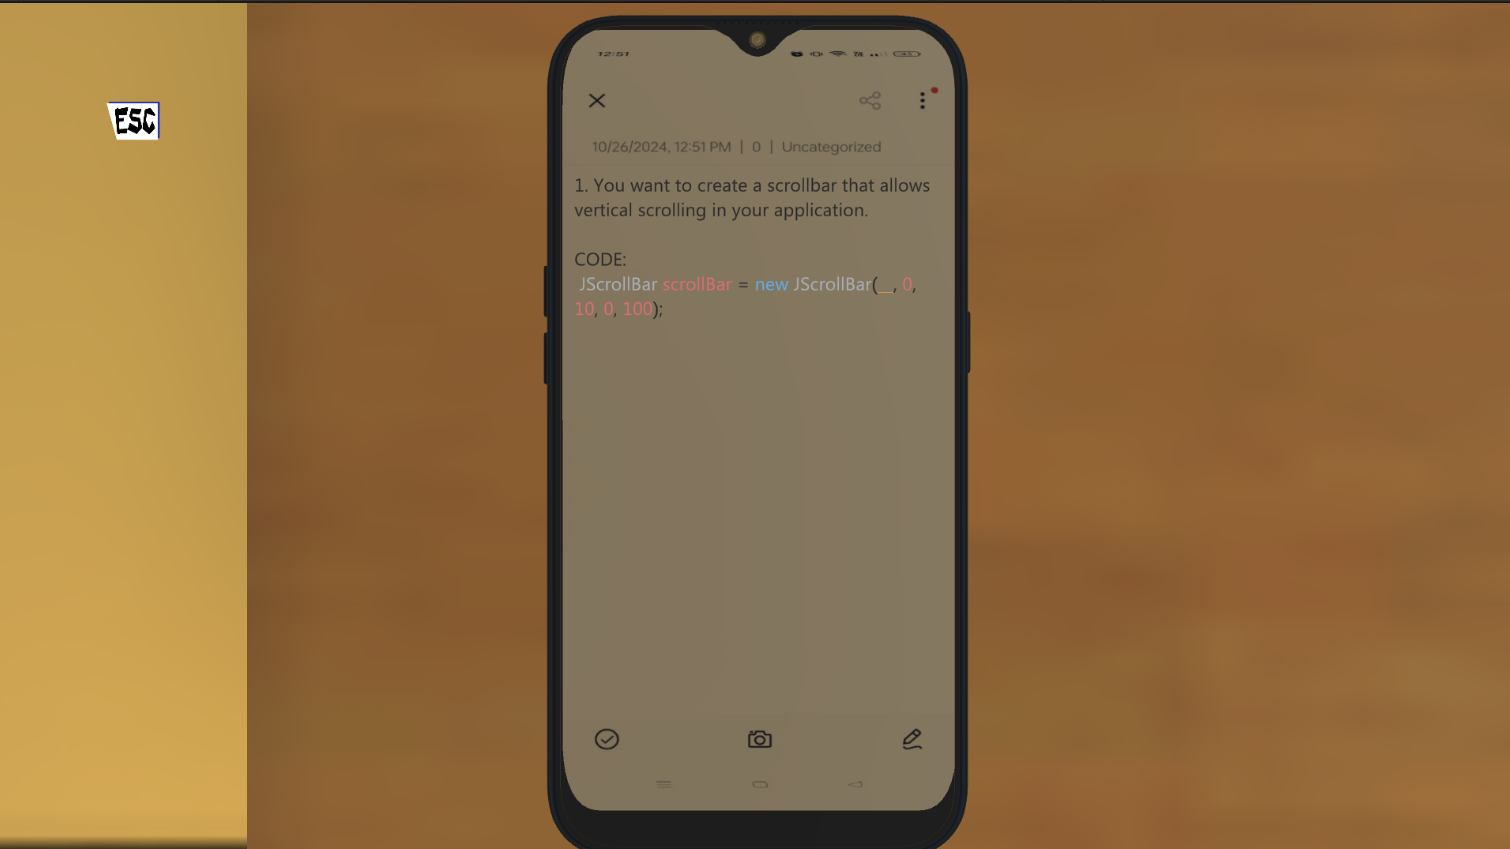 ESC
12:51
10/26/2024, 12:51 PM | 0 | Uncategorized
1. You want to create a scrollbar that allows
vertical scrolling in your application.
CODE:
JScrollBar scrollBar = new JScrollBar(__, 0,
10, 0, 100);